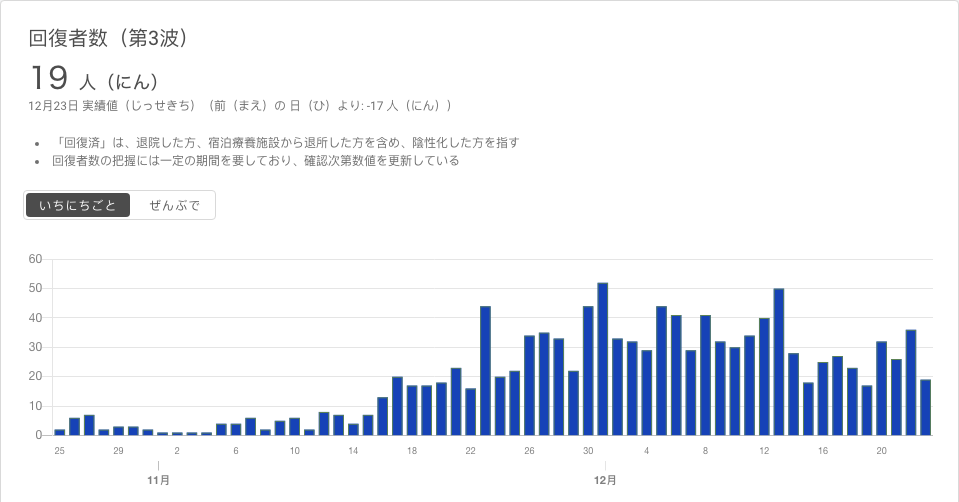 回復者数（第3波）
19 人（にん）
12月23日 実績値（じっせきち）（前（まえ）の 日（ひ）より: -17 人（にん））
• 「回復済」は、退院した方、宿泊療養施設から退所した方を含め、陰性化した方を指す
• 回復者数の把握には一定の期間を要しており、確認次第数値を更新している
いちにちごと ぜんぶで
60
50
40
30
20
10
0
25 29 2 6 10 14 18 22 26 30 4 8 12 16 20
11月 12月